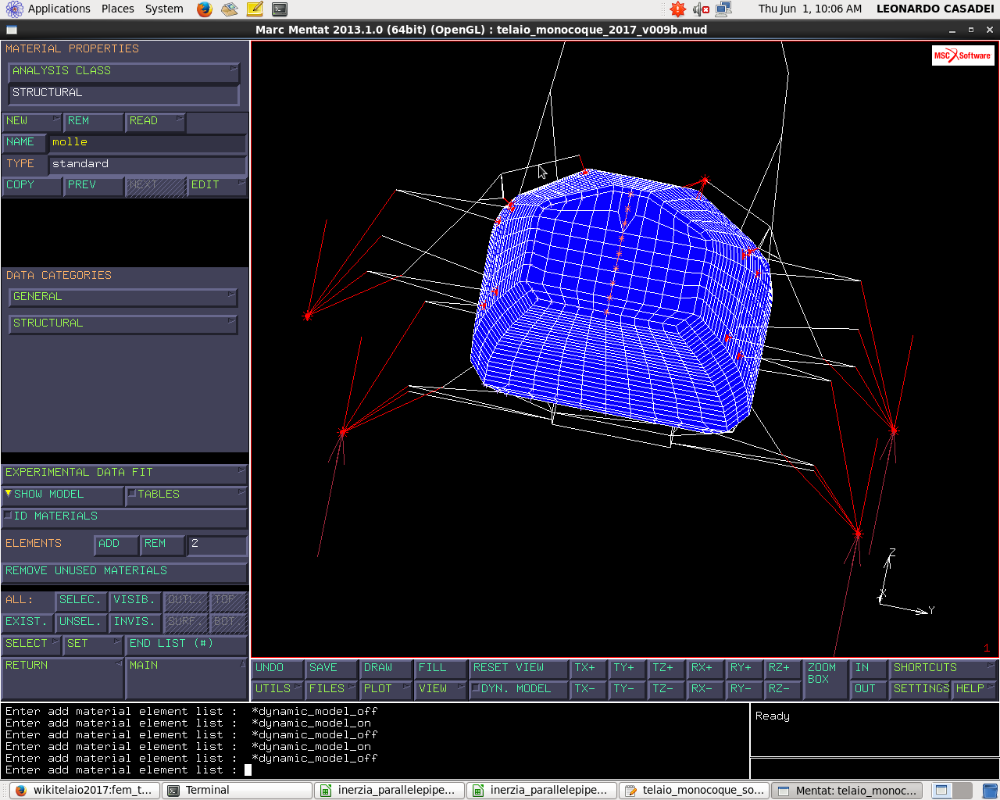 Applications Places System Thu Jun 1, 10:06 AM LEONARDO CASADEI
Marc Mentat 2013.1.0 (64bit) (OpenGL) : telaio_monocoque_2017_v009b.mud
MATERIAL PROPERTIES
ANALYSIS CLASS
STRUCTURAL
NEW REM READ
NAME molle
TYPE standard
COPY PREV NEXT EDIT
DATA CATEGORIES
GENERAL
STRUCTURAL
EXPERIMENTAL DATA FIT
SHOW MODEL TABLES
ID MATERIALS
ELEMENTS ADD REM 2
REMOVE UNUSED MATERIALS
ALL: SELEC. VISIB. OUTL. TOP
EXIST. UNSEL. INVIS. SURF. BOT.
SELECT SET END LIST (#)
RETURN MAIN
MSC Software
Z
X
Y
1
UNDO SAVE DRAW FILL RESET VIEW TX+ TY+ TZ+ RX+ RY+ RZ+ ZOOM BOX IN SHORTCUTS
UTILS FILES PLOT VIEW DYN. MODEL TX- TY- TZ- RX- RY- RZ- OUT SETTINGS HELP
Enter add material element list : *dynamic_model_off
Enter add material element list : *dynamic_model_on
Enter add material element list : *dynamic_model_off
Enter add material element list : *dynamic_model_on
Enter add material element list : *dynamic_model_off
Enter add material element list :
Ready
wikitelaio2017:fem_t... Terminal inerzia_parallelepipe... inerzia_parallelepipe... telaio_monocoque_so... Mentat: telaio_monoc...